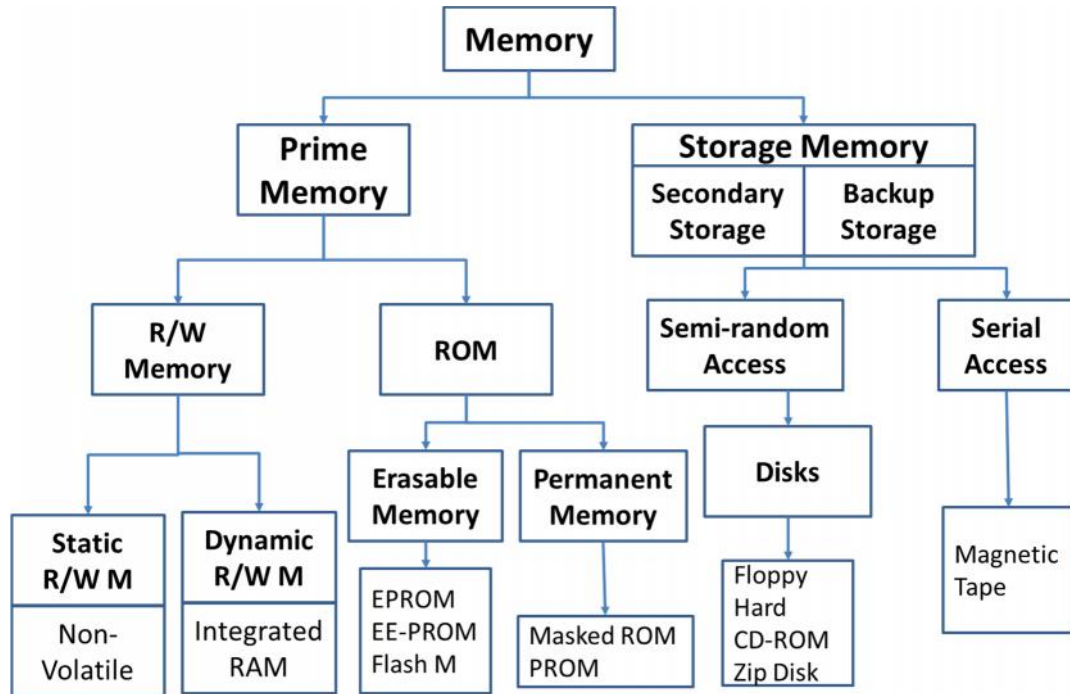 Memory
Prime
Memory
Storage Memory
Secondary
Storage
Backup
Storage
R/W
Memory
ROM
Semi-random
Access
Serial
Access
Static
R/W M
Non-
Volatile
Dynamic
R/W M
Integrated
RAM
Erasable
Memory
EPROM
EE-PROM
Flash M
Permanent
Memory
Masked ROM
PROM
Disks
Floppy
Hard
CD-ROM
Zip Disk
Magnetic
Tape